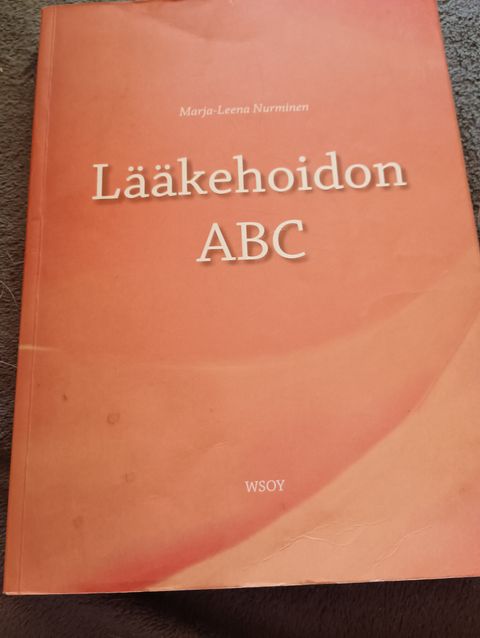 Marja-Leena Nurminen
Lääkehoidon
ABC
WSOY